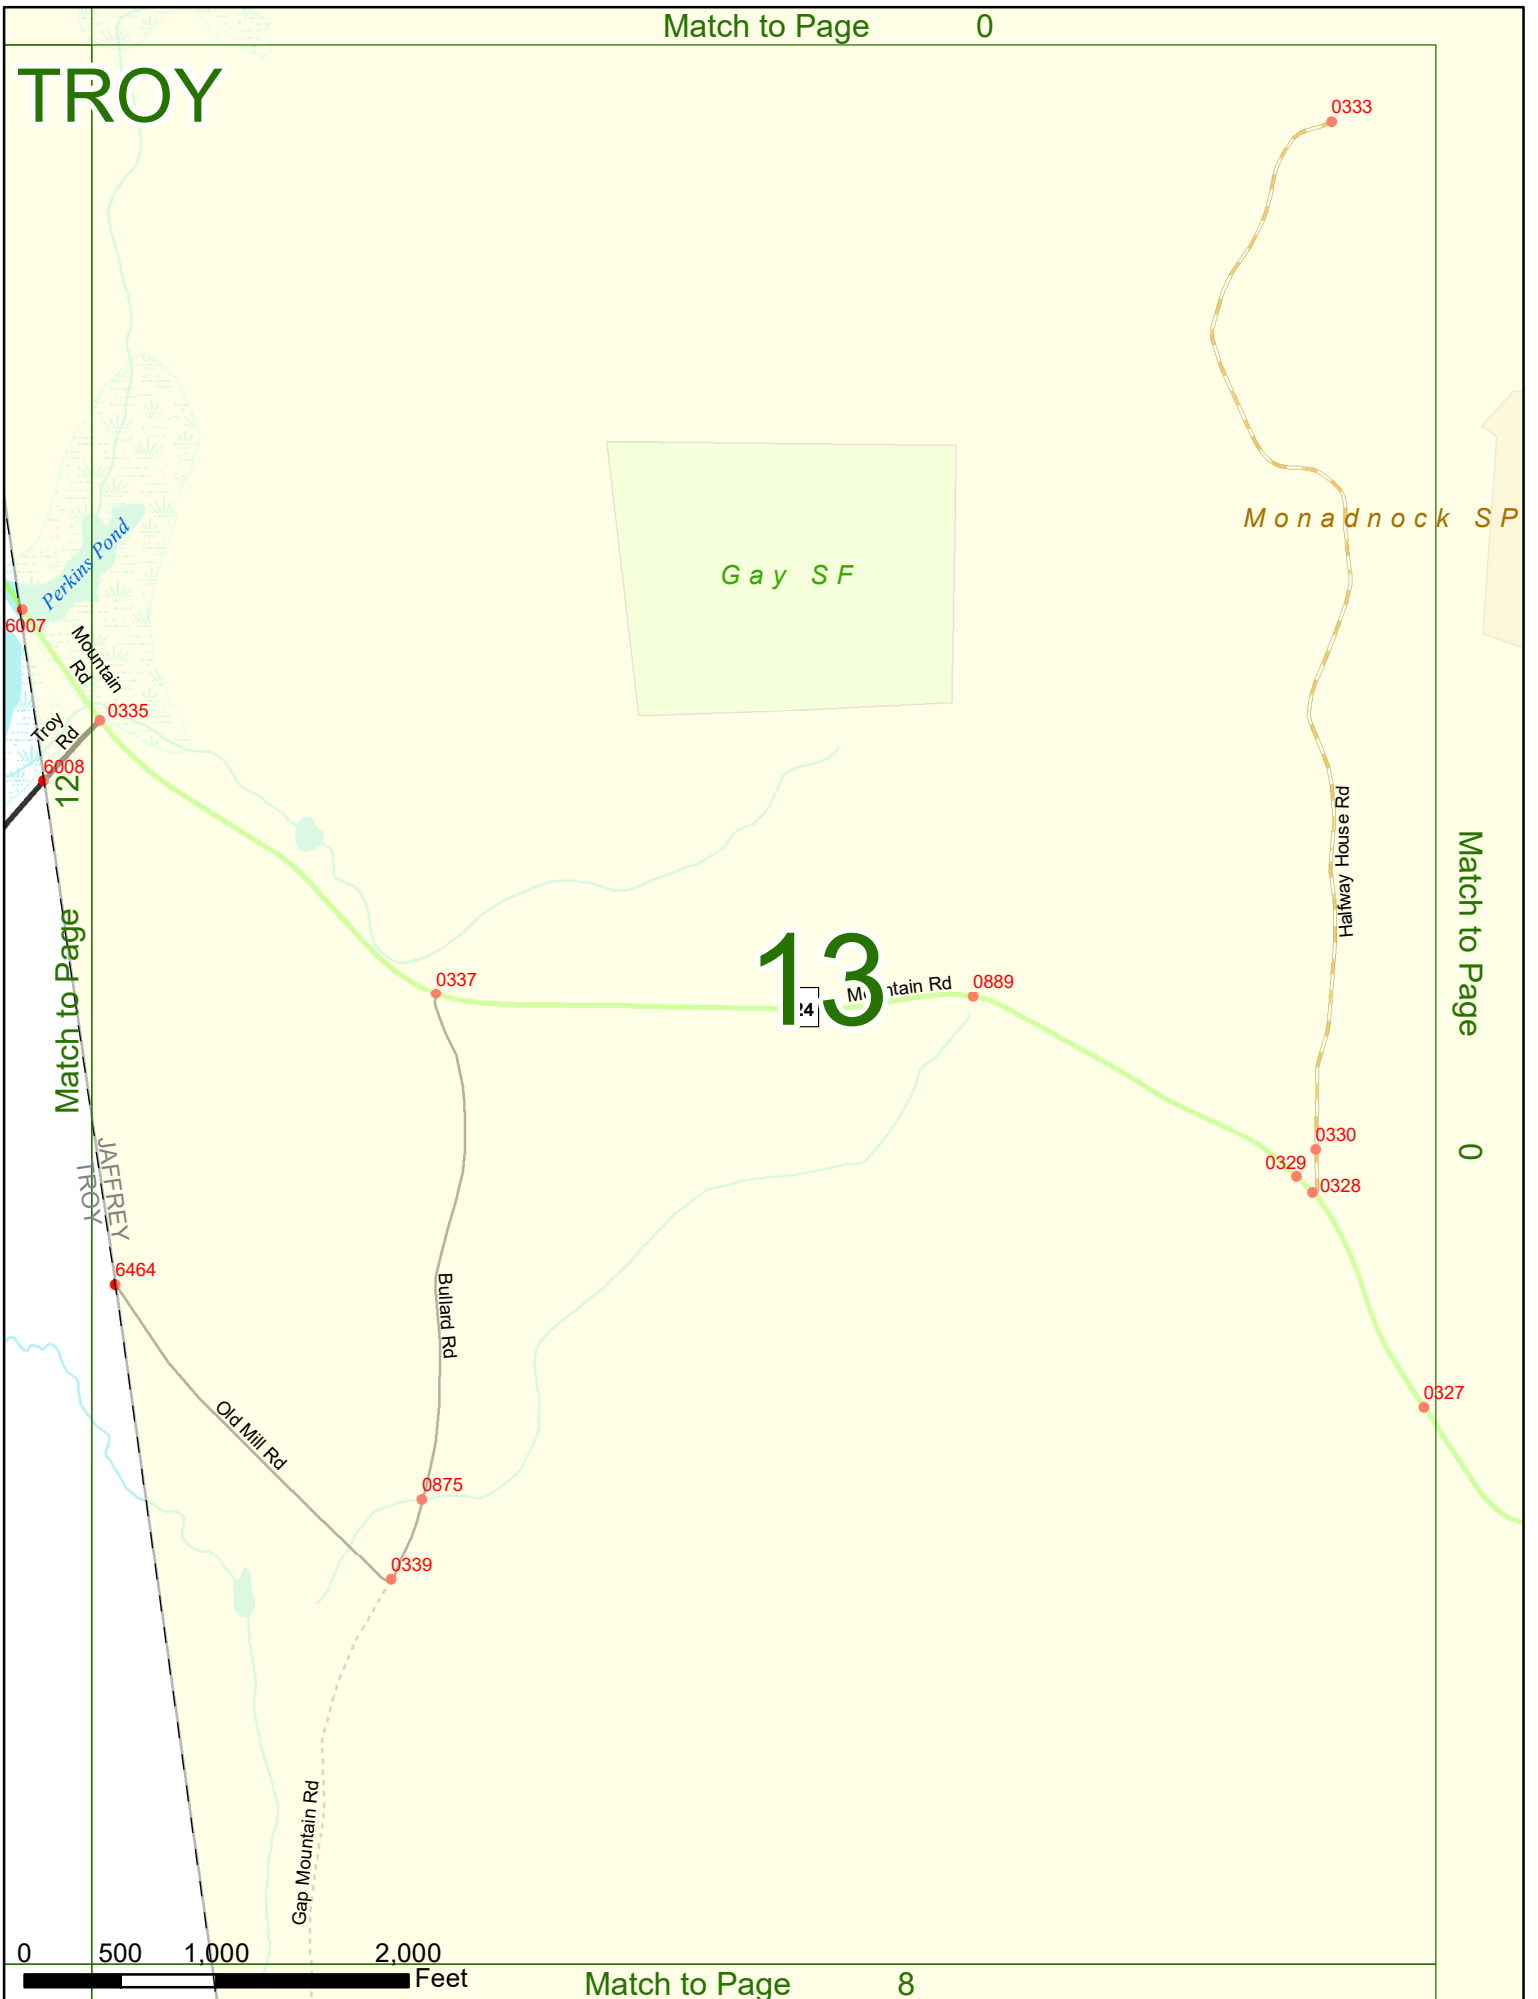 Match to Page 0
TROY
0333
Monadnock SP
Gay SF
Perkins Pond
6007
Mountain
Rd
0335
Troy
Rd
6008
Match to Page 12
Halfway House Rd
Match to Page 0
13
0337
24
Mountain Rd
0889
0330
0329
0328
JAFFREY
TROY
6464
Bullard Rd
0327
Old Mill Rd
0875
0339
Gap Mountain Rd
0 500 1,000 2,000
Feet
Match to Page 8